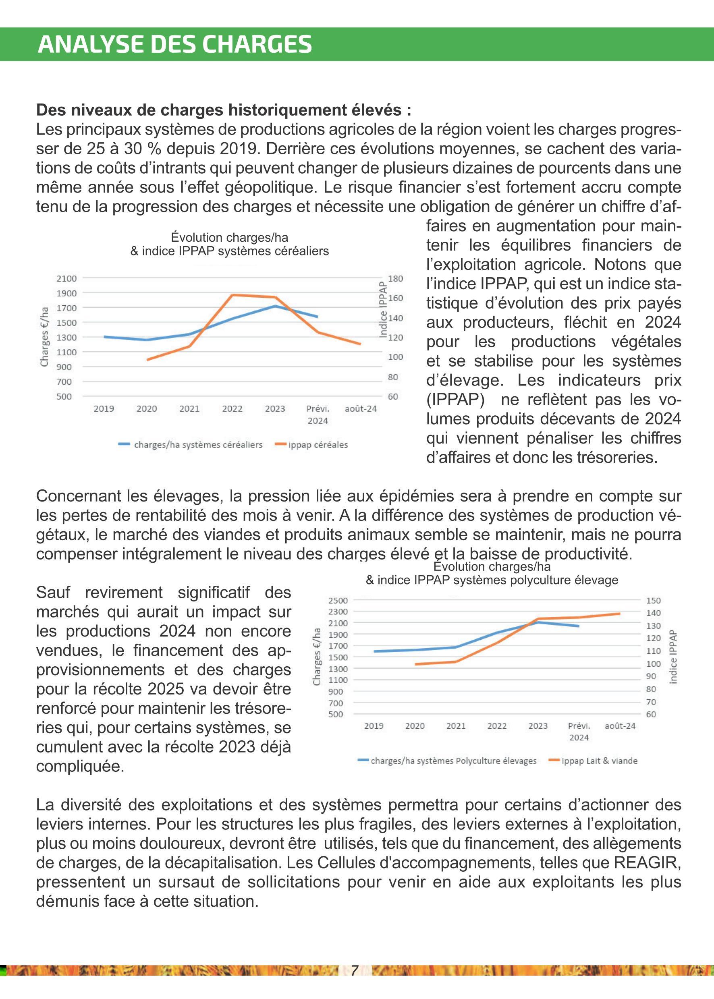 ANALYSE DES CHARGES
Des niveaux de charges historiquement élevés :
Les principaux systèmes de productions agricoles de la région voient les charges progres-
ser de 25 à 30 % depuis 2019. Derrière ces évolutions moyennes, se cachent des varia-
tions de coûts d’intrants qui peuvent changer de plusieurs dizaines de pourcents dans une
même année sous l’effet géopolitique. Le risque financier s’est fortement accru compte
tenu de la progression des charges et nécessite une obligation de générer un chiffre d’af-
faires en augmentation pour main-
tenir les équilibres financiers de
l’exploitation agricole. Notons que
l’indice IPPAP, qui est un indice sta-
tistique d’évolution des prix payés
aux producteurs, fléchit en 2024
pour les productions végétales
et se stabilise pour les systèmes
d’élevage. Les indicateurs prix
(IPPAP) ne reflètent pas les vo-
lumes produits décevants de 2024
qui viennent pénaliser les chiffres
d’affaires et donc les trésoreries.
Évolution charges/ha
& indice IPPAP systèmes céréaliers
Charges €/ha
2100
1900
1700
1500
1300
1100
900
700
500
Indice IPPAP
180
160
140
120
100
80
60
2019 2020 2021 2022 2023 Prévi. août-24
2024
charges/ha systèmes céréaliers ippap céréales
Concernant les élevages, la pression liée aux épidémies sera à prendre en compte sur
les pertes de rentabilité des mois à venir. A la différence des systèmes de production vé-
gétaux, le marché des viandes et produits animaux semble se maintenir, mais ne pourra
compenser intégralement le niveau des charges élevé et la baisse de productivité.
Sauf revirement significatif des
marchés qui aurait un impact sur
les productions 2024 non encore
vendues, le financement des ap-
provisionnements et des charges
pour la récolte 2025 va devoir être
renforcé pour maintenir les trésore-
ries qui, pour certains systèmes, se
cumulent avec la récolte 2023 déjà
compliquée.
Évolution charges/ha
& indice IPPAP systèmes polyculture élevage
Charges €/ha
2500
2300
2100
1900
1700
1500
1300
1100
900
700
500
150
140
130
120
110
100
90
80
70
60
indice IPPAP
2019 2020 2021 2022 2023 Prévi. août-24
2024
charges/ha systèmes Polyculture élevages Ippap Lait & viande
La diversité des exploitations et des systèmes permettra pour certains d’actionner des
leviers internes. Pour les structures les plus fragiles, des leviers externes à l’exploitation,
plus ou moins douloureux, devront être utilisés, tels que du financement, des allègements
de charges, de la décapitalisation. Les Cellules d'accompagnements, telles que REAGIR,
pressentent un sursaut de sollicitations pour venir en aide aux exploitants les plus
démunis face à cette situation.
7